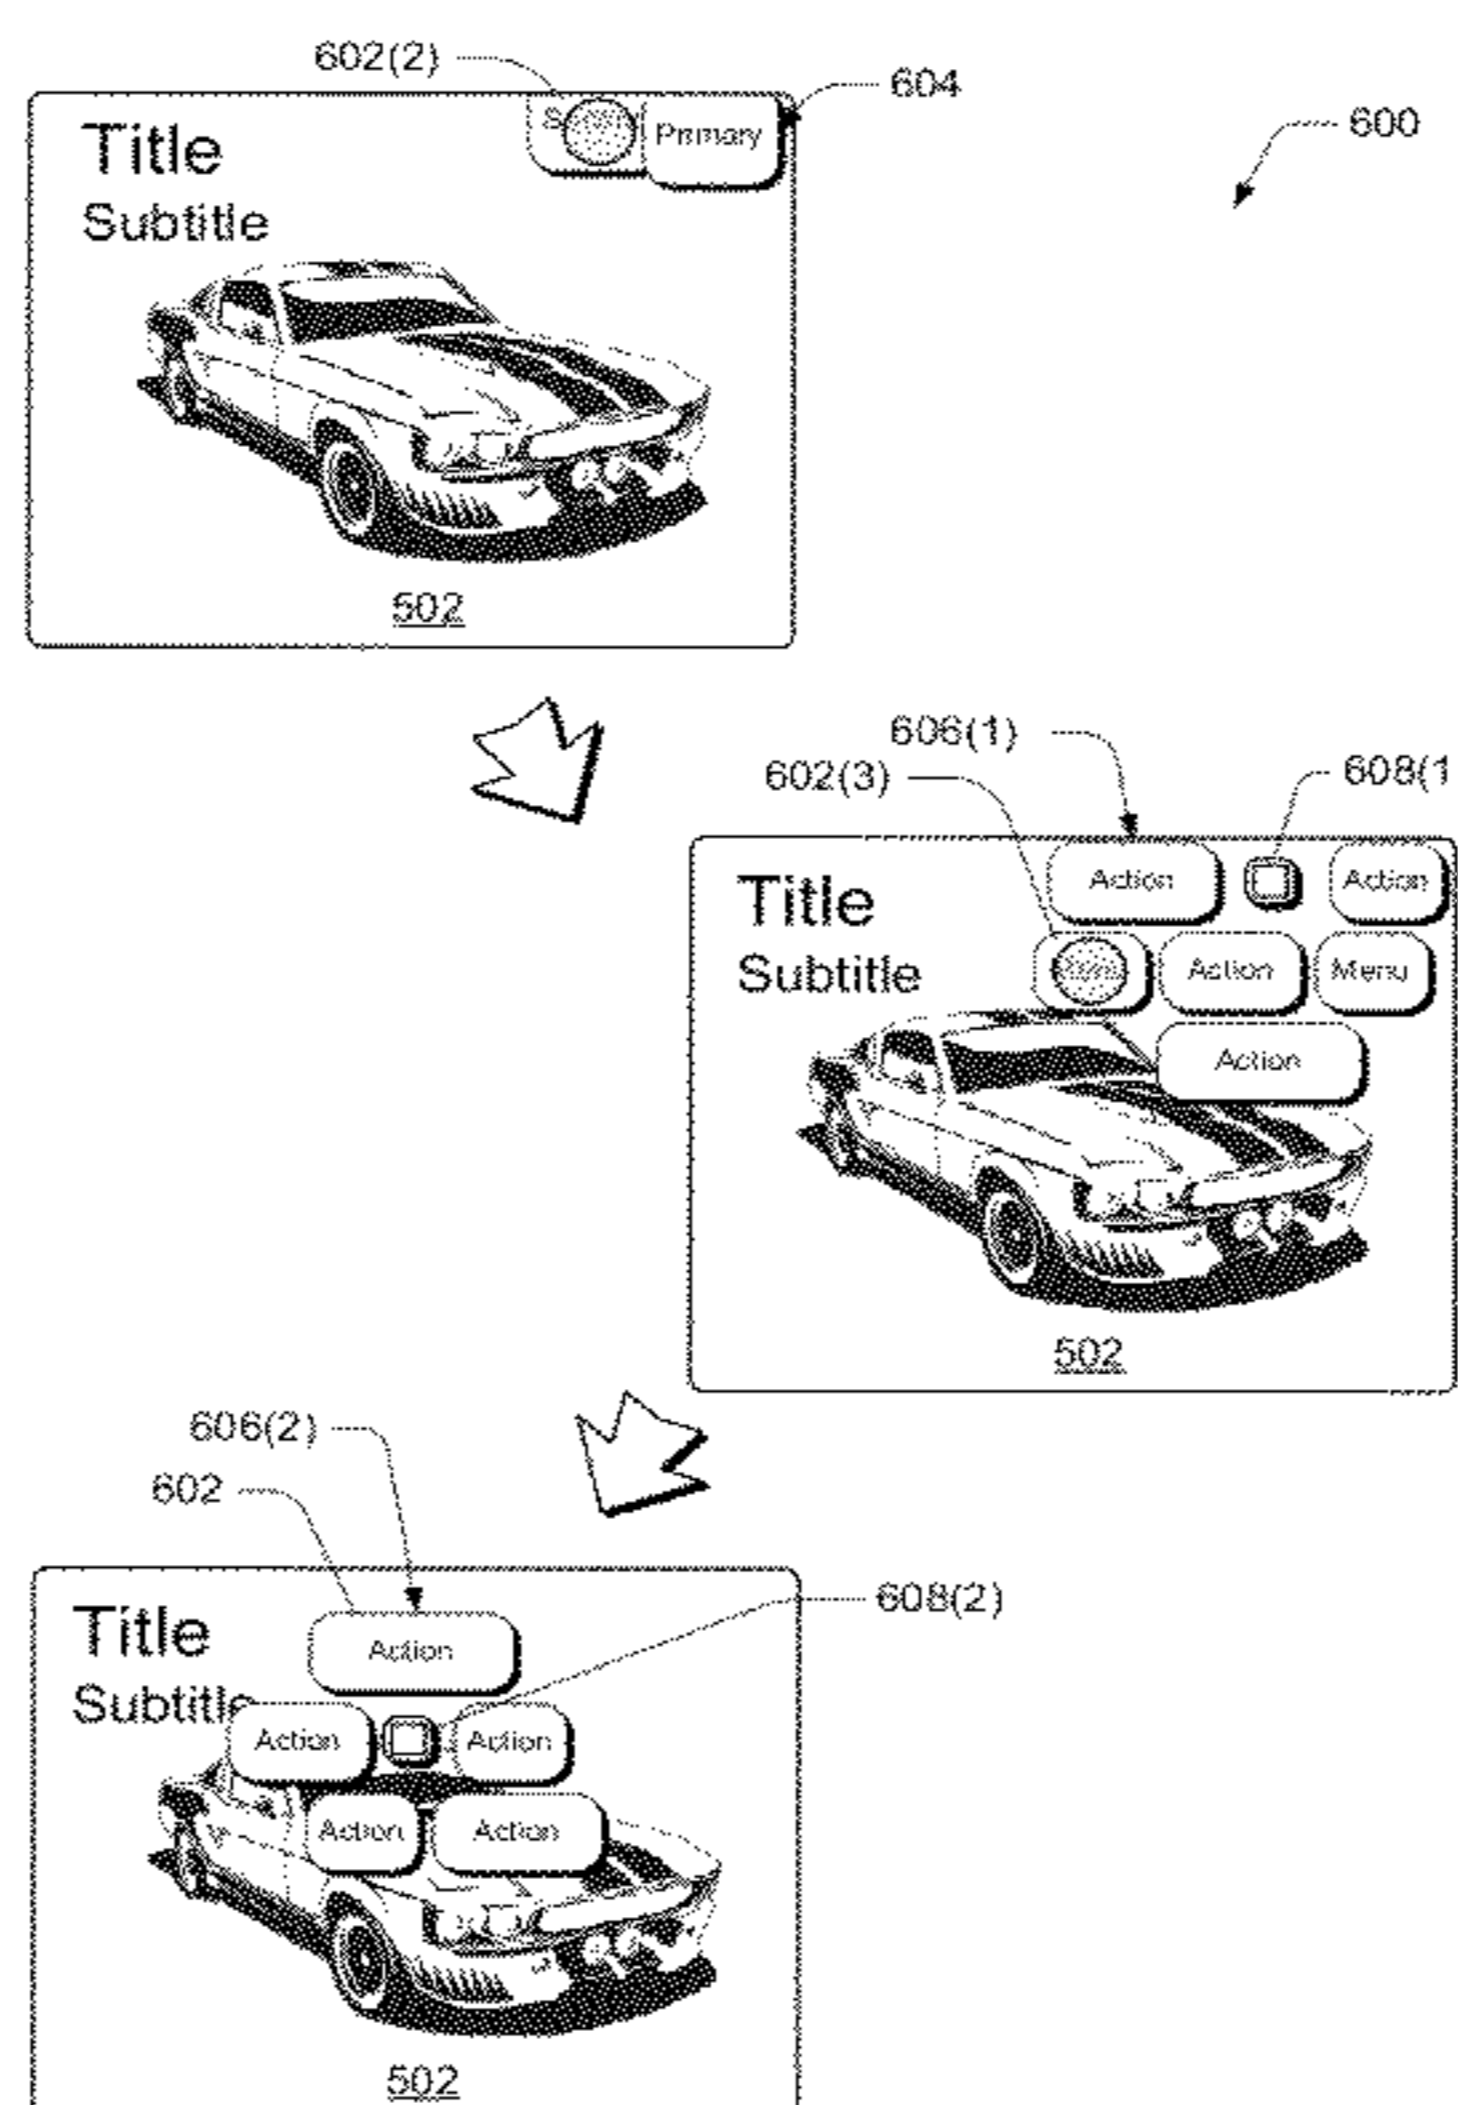 602(2)
604
600
Title
Primary
Subtitle
502
606(1)
602(3)
608(1
Action
Action
Title
Subtitle
Action
Menu
Action
502
606(2)
602
608(2)
Title
Action
Subtitle
Action
Action
Action
Action
502